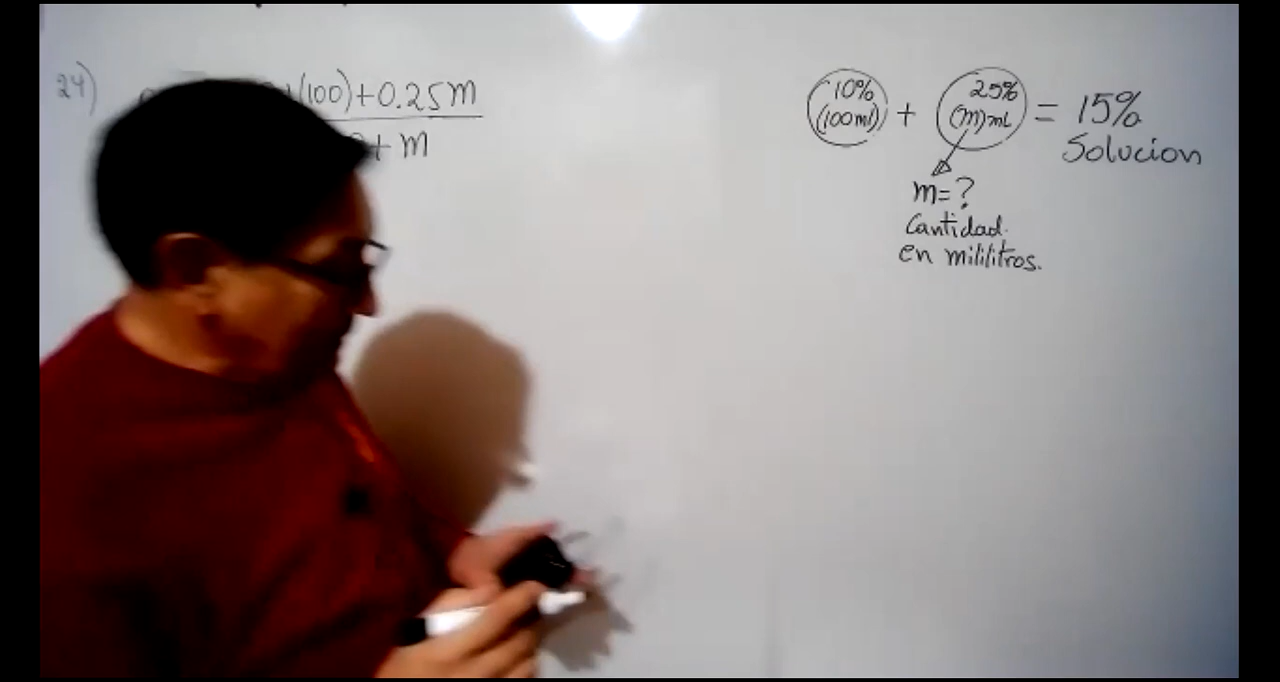 24)
(100)+0.25m
+ m
10%
(100ml)
+
25%
(m)mL
= 15%
Solucion
m=?
Cantidad.
en mililitros.